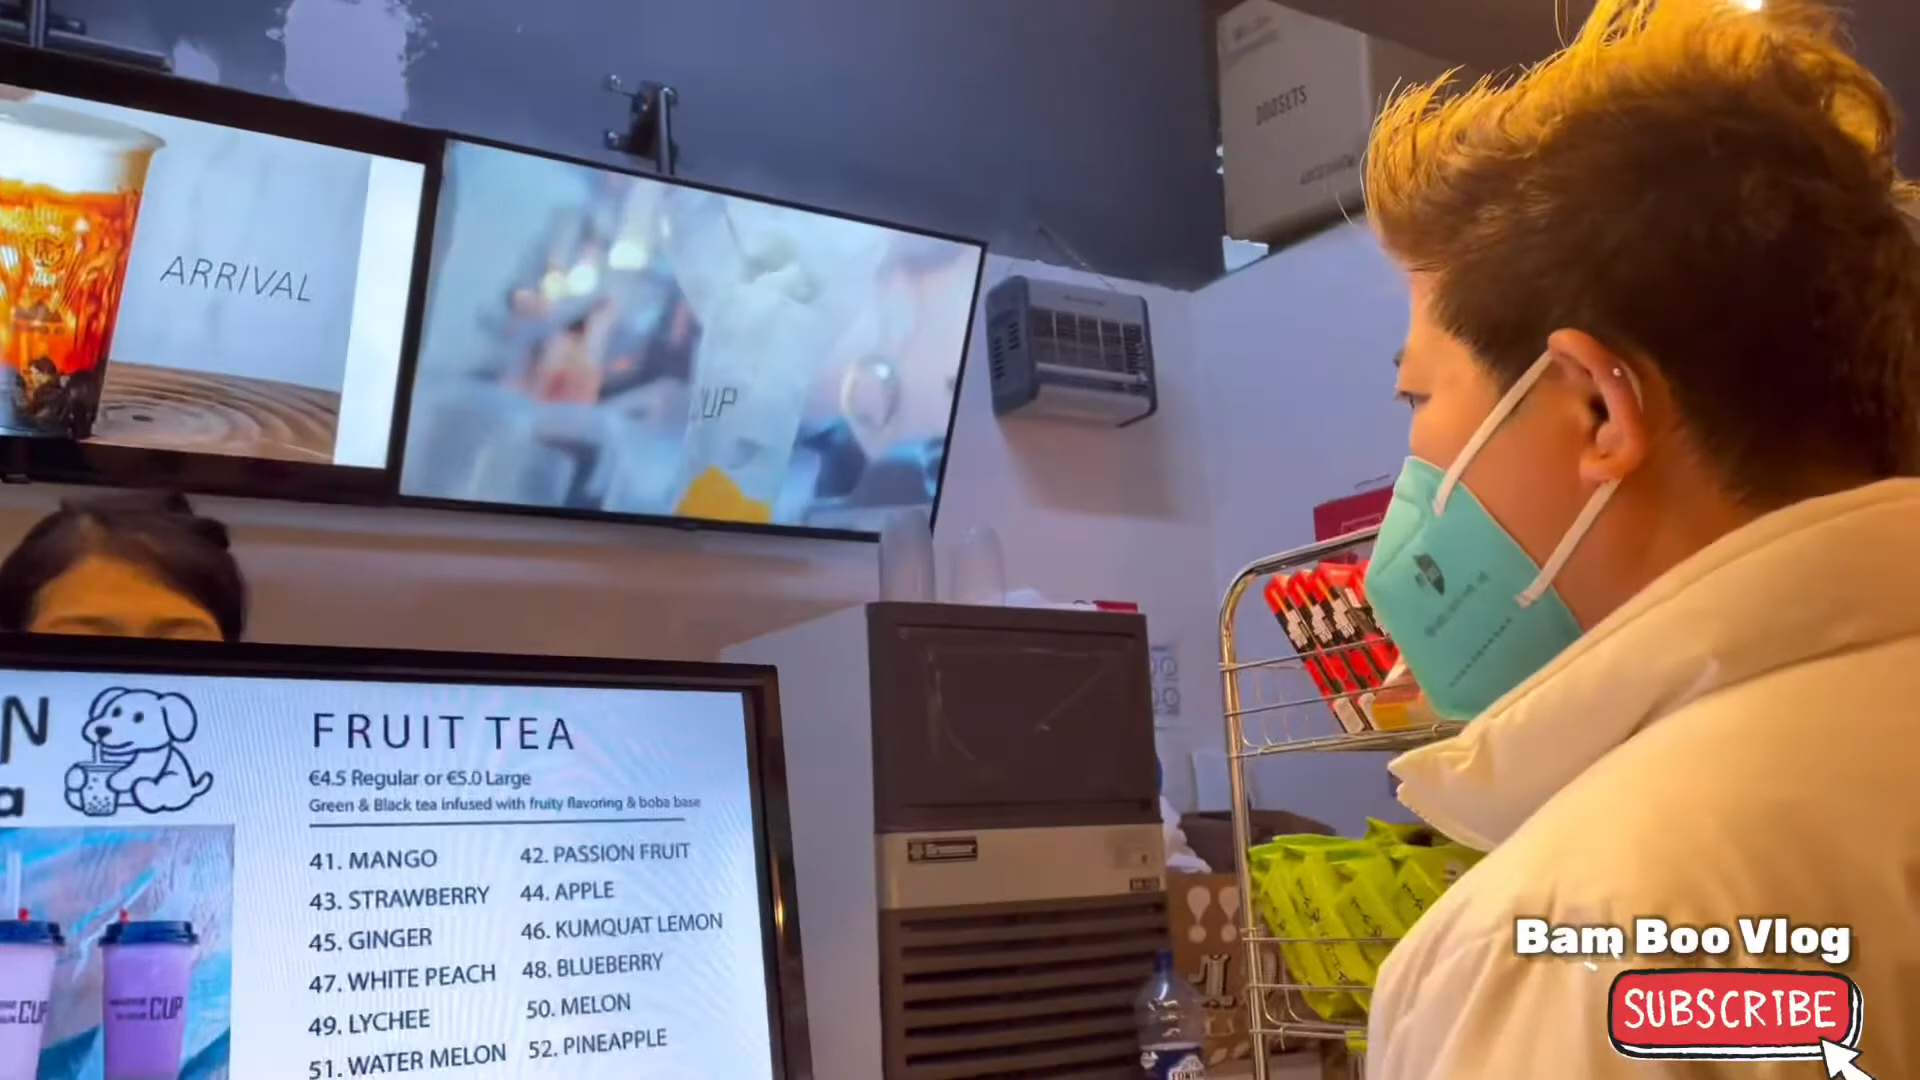 DODSETS
ARRIVAL
CUP
N
a
FRUIT TEA
€4.5 Regular or €5.0 Large
Green & Black tea infused with fruity flavoring & boba base
41. MANGO
42. PASSION FRUIT
43. STRAWBERRY
44. APPLE
45. GINGER
46. KUMQUAT LEMON
47. WHITE PEACH
48. BLUEBERRY
49. LYCHEE
50. MELON
51. WATER MELON
52. PINEAPPLE
CUP
CUP
Bam Boo Vlog
SUBSCRIBE